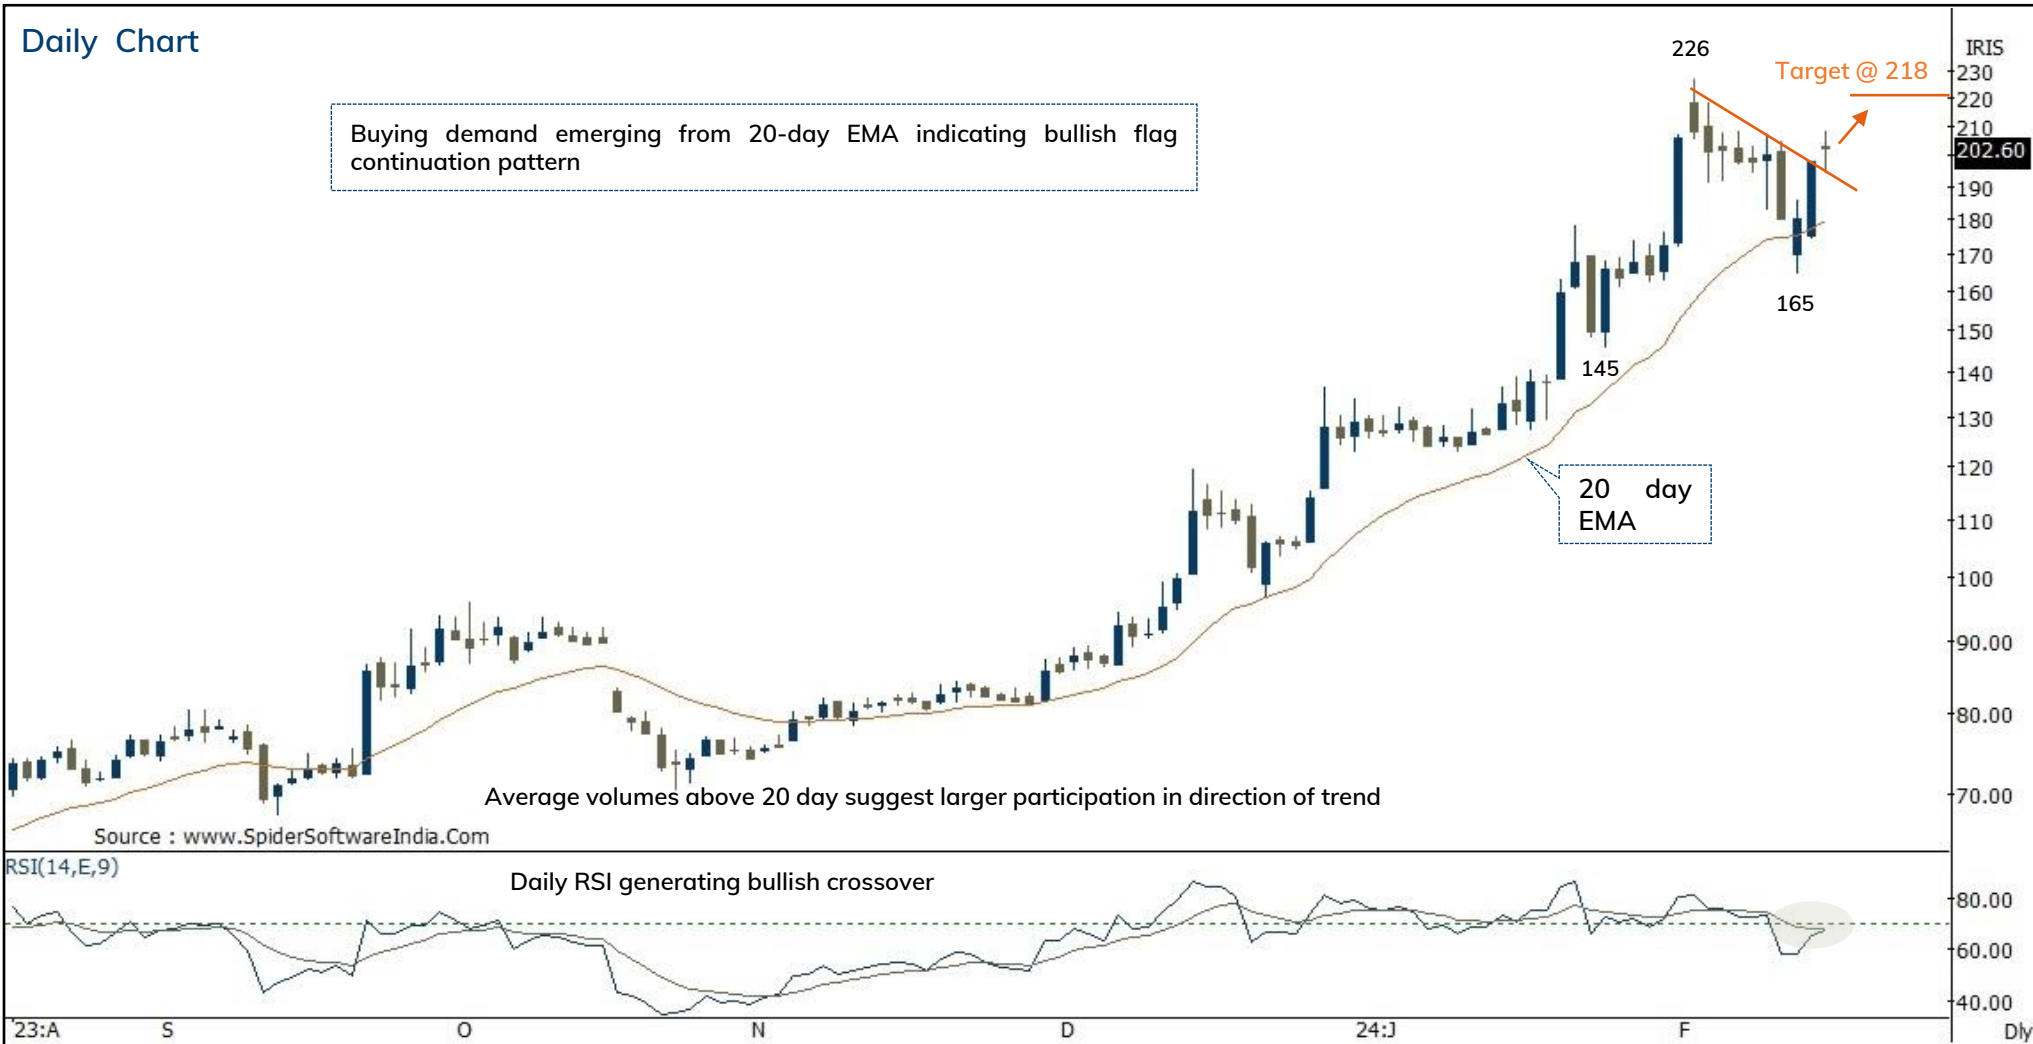 Daily Chart
226
IRIS
Target @ 218
230
220
210
202.60
190
180
170
160
150
140
130
120
110
100
90.00
80.00
70.00
Buying demand emerging from 20-day EMA indicating bullish flag
continuation pattern
165
145
20 day
EMA
Average volumes above 20 day suggest larger participation in direction of trend
Source : www.SpiderSoftwareIndia.Com
RSI(14,E,9)
Daily RSI generating bullish crossover
80.00
60.00
40.00
'23:A S O N D 24:J F Dly